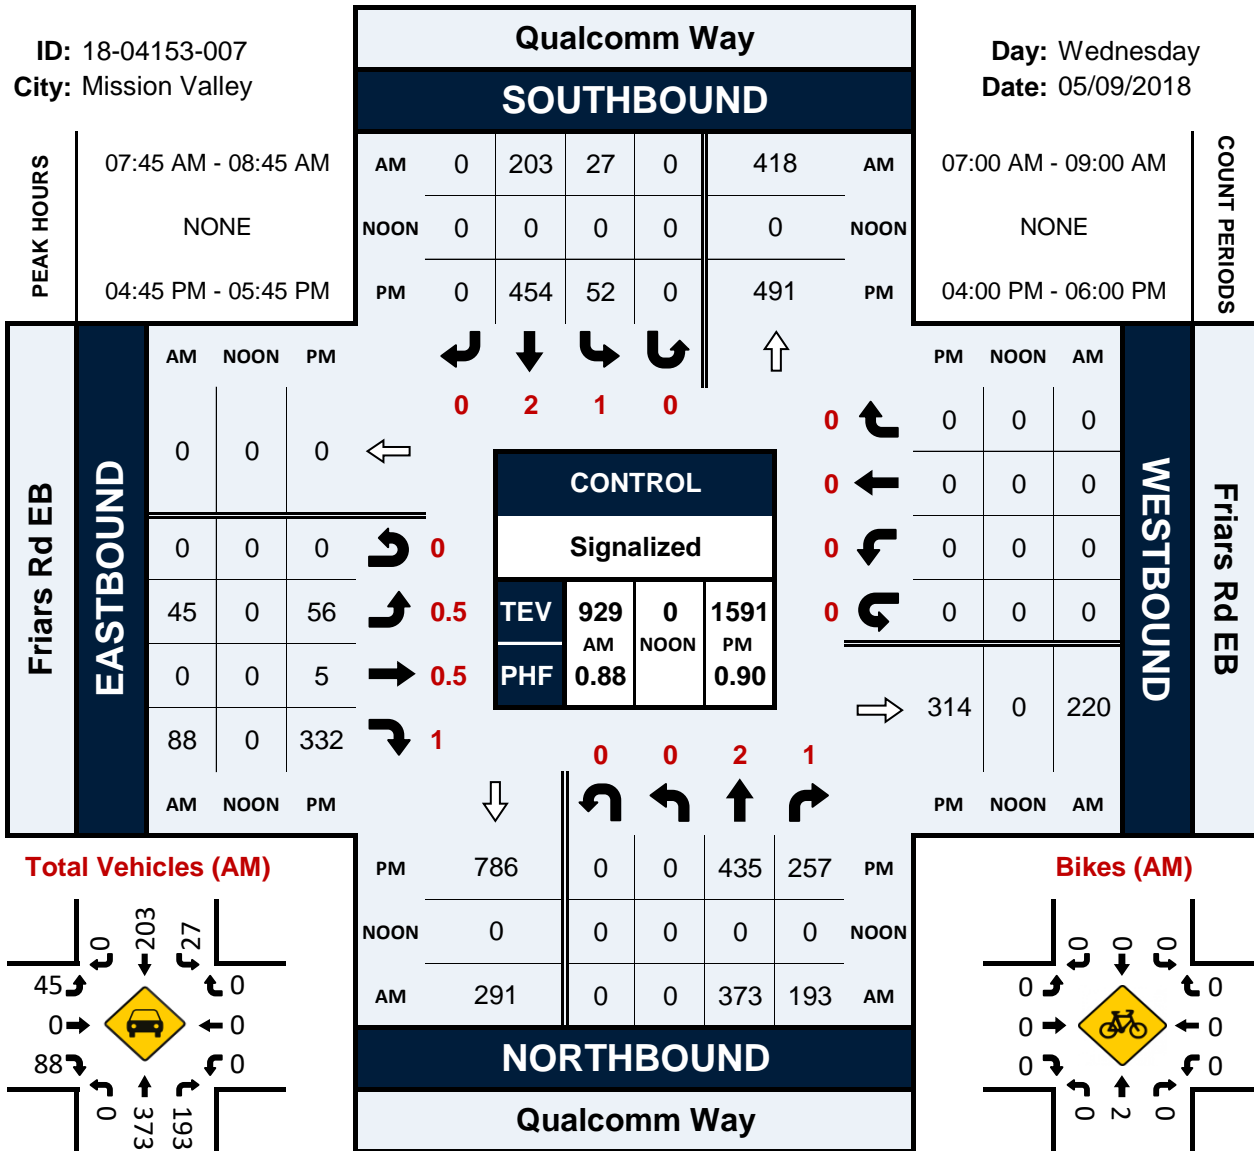 ID: 18-04153-007
City: Mission Valley
Day: Wednesday
Date: 05/09/2018
Qualcomm Way
SOUTHBOUND
PEAK HOURS
07:45 AM - 08:45 AM
NONE
04:45 PM - 05:45 PM
AM 0 203 27 0 418 AM
NOON 0 0 0 0 0 NOON
PM 0 454 52 0 491 PM
07:00 AM - 09:00 AM
NONE
04:00 PM - 06:00 PM
COUNT PERIODS
0 2 1 0
Friars Rd EB
EASTBOUND
AM NOON PM
0 0 0
0 0 0 0
45 0 56 0.5
0 0 5 0.5
88 0 332 1
AM NOON PM
CONTROL
Signalized
TEV 929 0 1591
AM NOON PM
PHF 0.88 0.90
PM NOON AM
0 0 0 0
0 0 0 0
0 0 0 0
0 0 0 0
314 0 220
PM NOON AM
WESTBOUND
Friars Rd EB
0 0 2 1
PM 786 0 0 435 257 PM
NOON 0 0 0 0 0 NOON
AM 291 0 0 373 193 AM
NORTHBOUND
Qualcomm Way
Total Vehicles (AM)
0 203 27
45 0
0 0
88 0
0 373 193
Bikes (AM)
0 0 0
0 0
0 0
0 0
0 2 0